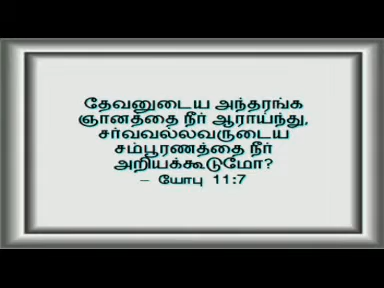 தேவனுடைய அந்தரங்க
ஞானத்தை நீர் ஆராய்ந்து,
சர்வவல்லவருடைய
சம்பூரணத்தை நீர்
அறியக்கூடுமோ?
– யோபு 11:7